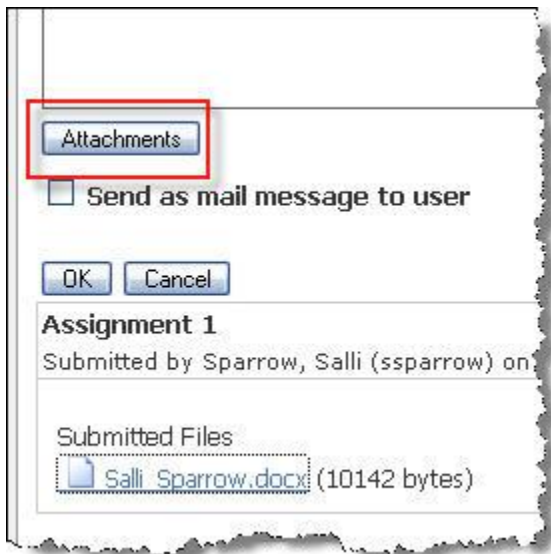 Attachments
Send as mail message to user
OK Cancel
Assignment 1
Submitted by Sparrow, Salli (ssparrow) on
Submitted Files
Salli_Sparrow.docx (10142 bytes)